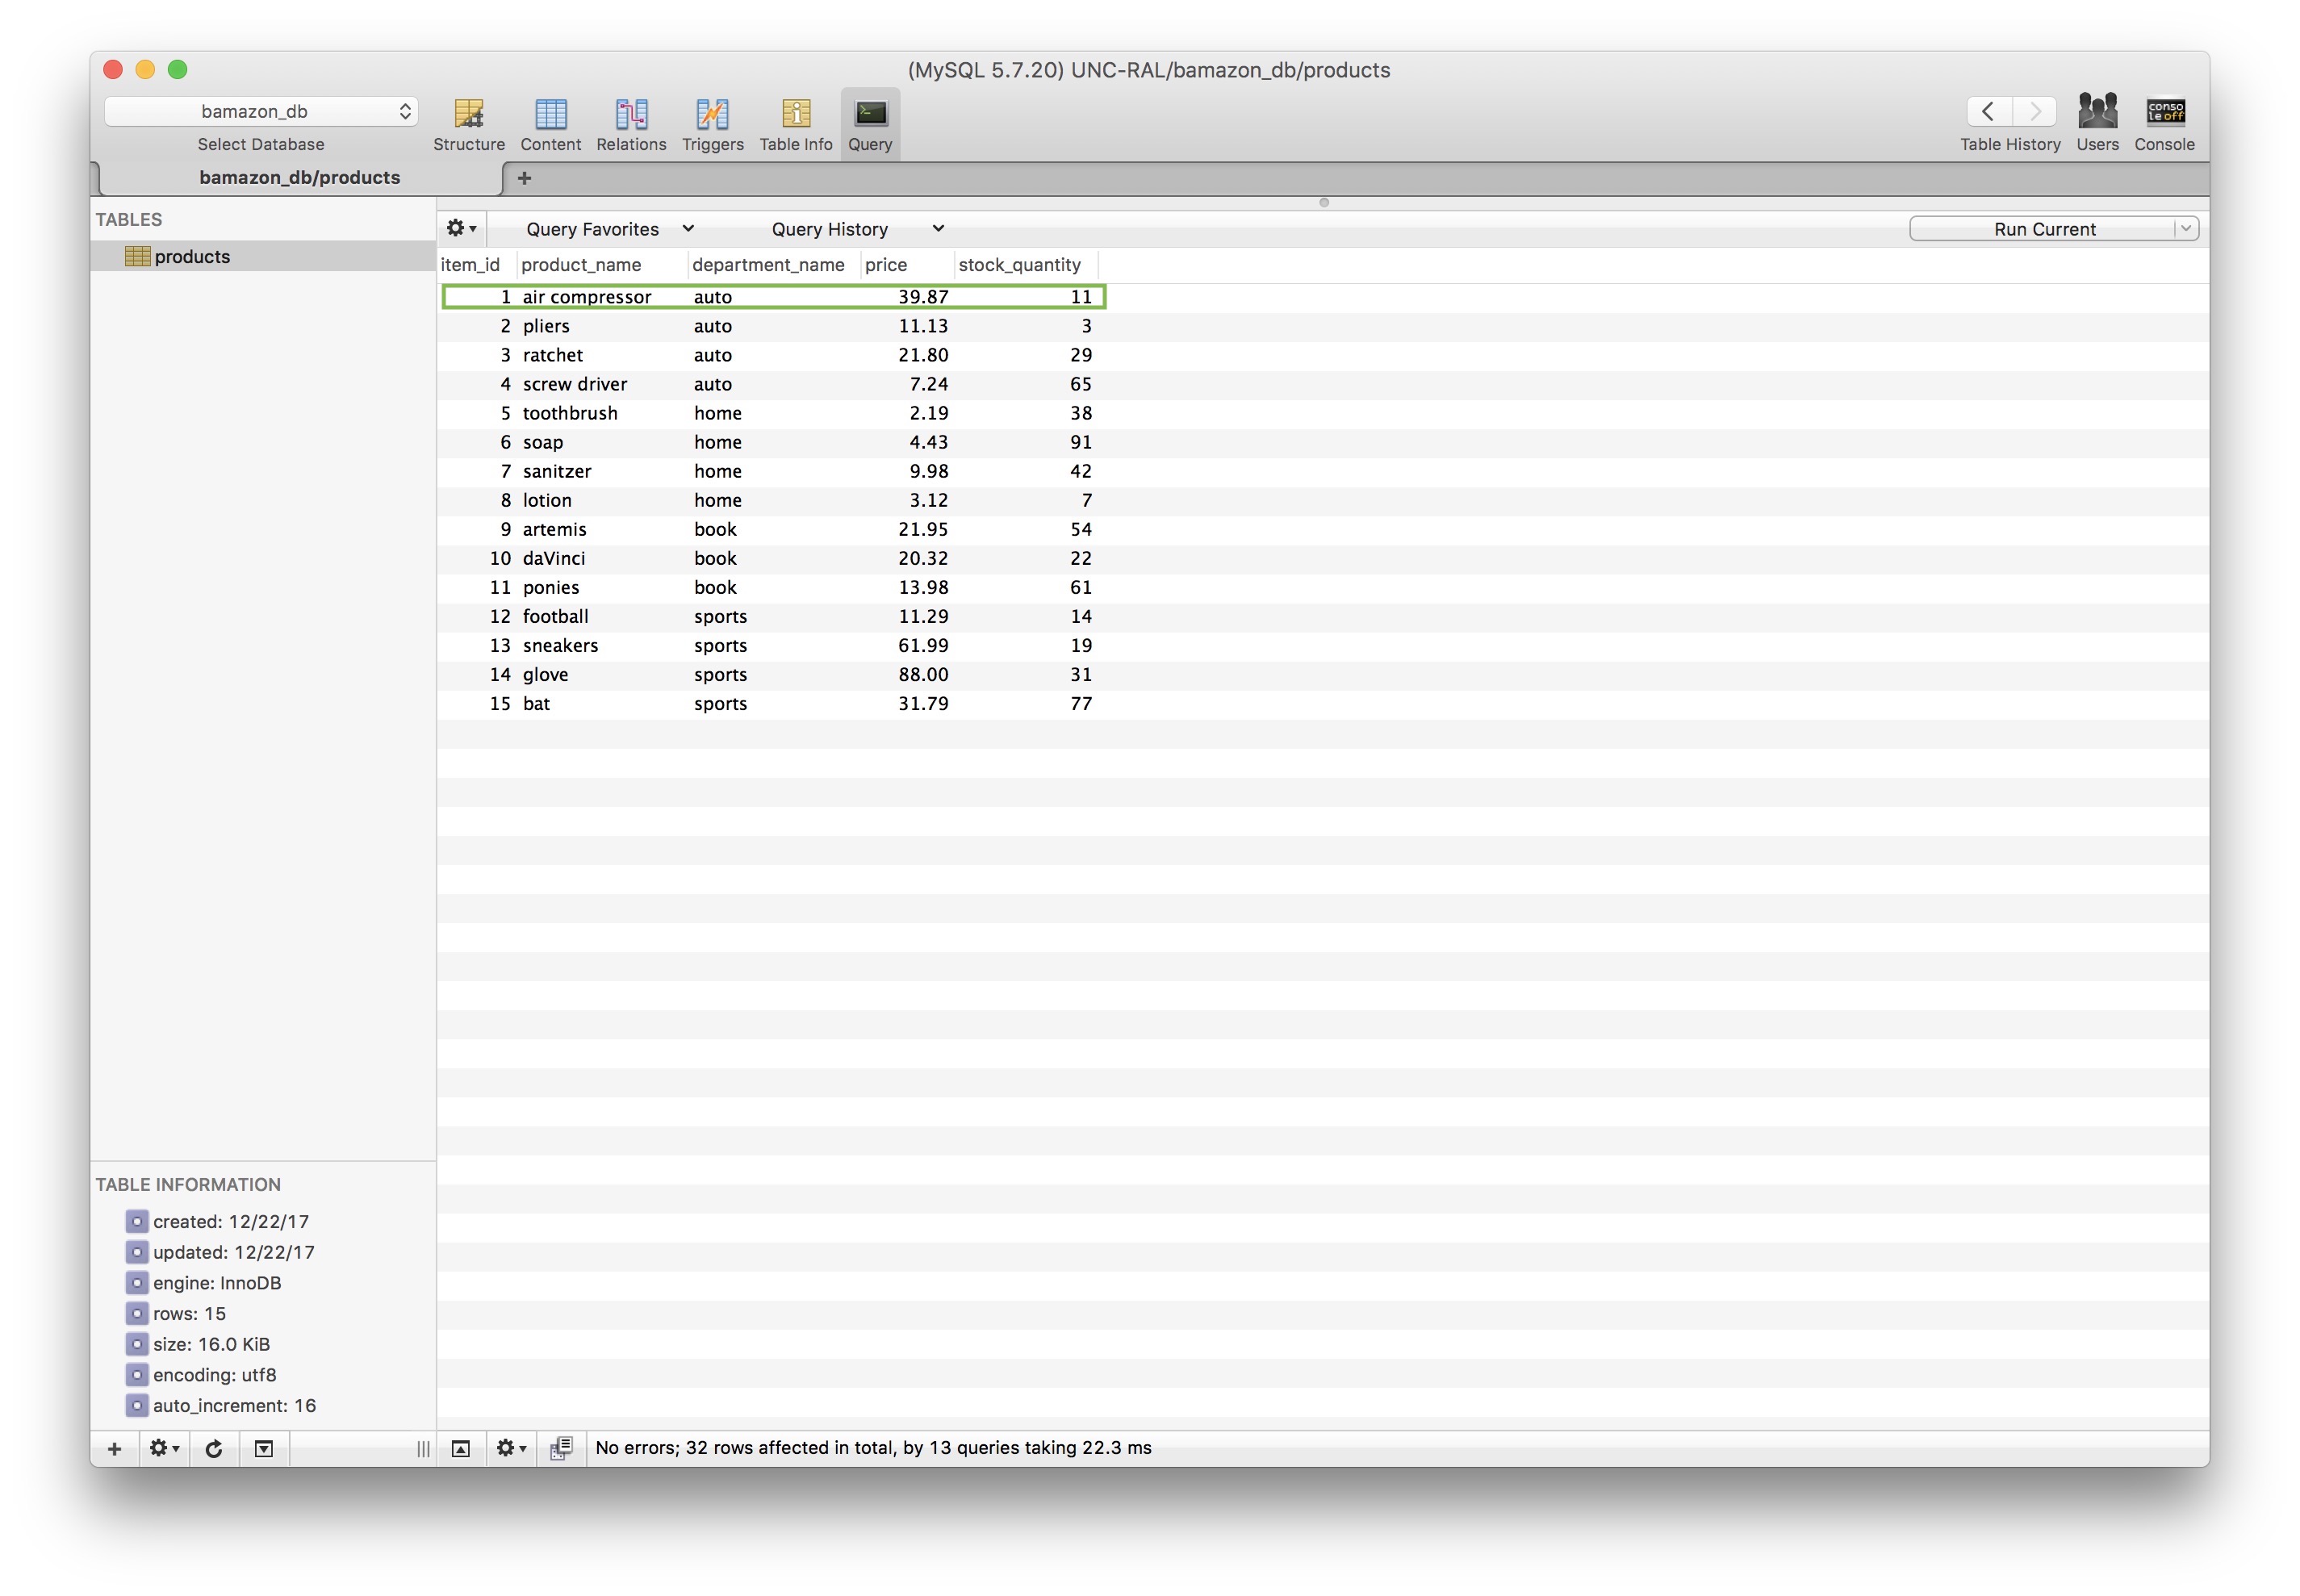 (MySQL 5.7.20) UNC-RAL/bamazon_db/products
bamazon_db
Select Database
Structure Content Relations Triggers Table Info Query
conso
le off
Table History Users Console
bamazon_db/products +
TABLES
products
Query Favorites Query History Run Current
item_id product_name department_name price stock_quantity
1 air compressor auto 39.87 11
2 pliers auto 11.13 3
3 ratchet auto 21.80 29
4 screw driver auto 7.24 65
5 toothbrush home 2.19 38
6 soap home 4.43 91
7 sanitzer home 9.98 42
8 lotion home 3.12 7
9 artemis book 21.95 54
10 daVinci book 20.32 22
11 ponies book 13.98 61
12 football sports 11.29 14
13 sneakers sports 61.99 19
14 glove sports 88.00 31
15 bat sports 31.79 77
TABLE INFORMATION
created: 12/22/17
updated: 12/22/17
engine: InnoDB
rows: 15
size: 16.0 KiB
encoding: utf8
auto_increment: 16
No errors; 32 rows affected in total, by 13 queries taking 22.3 ms